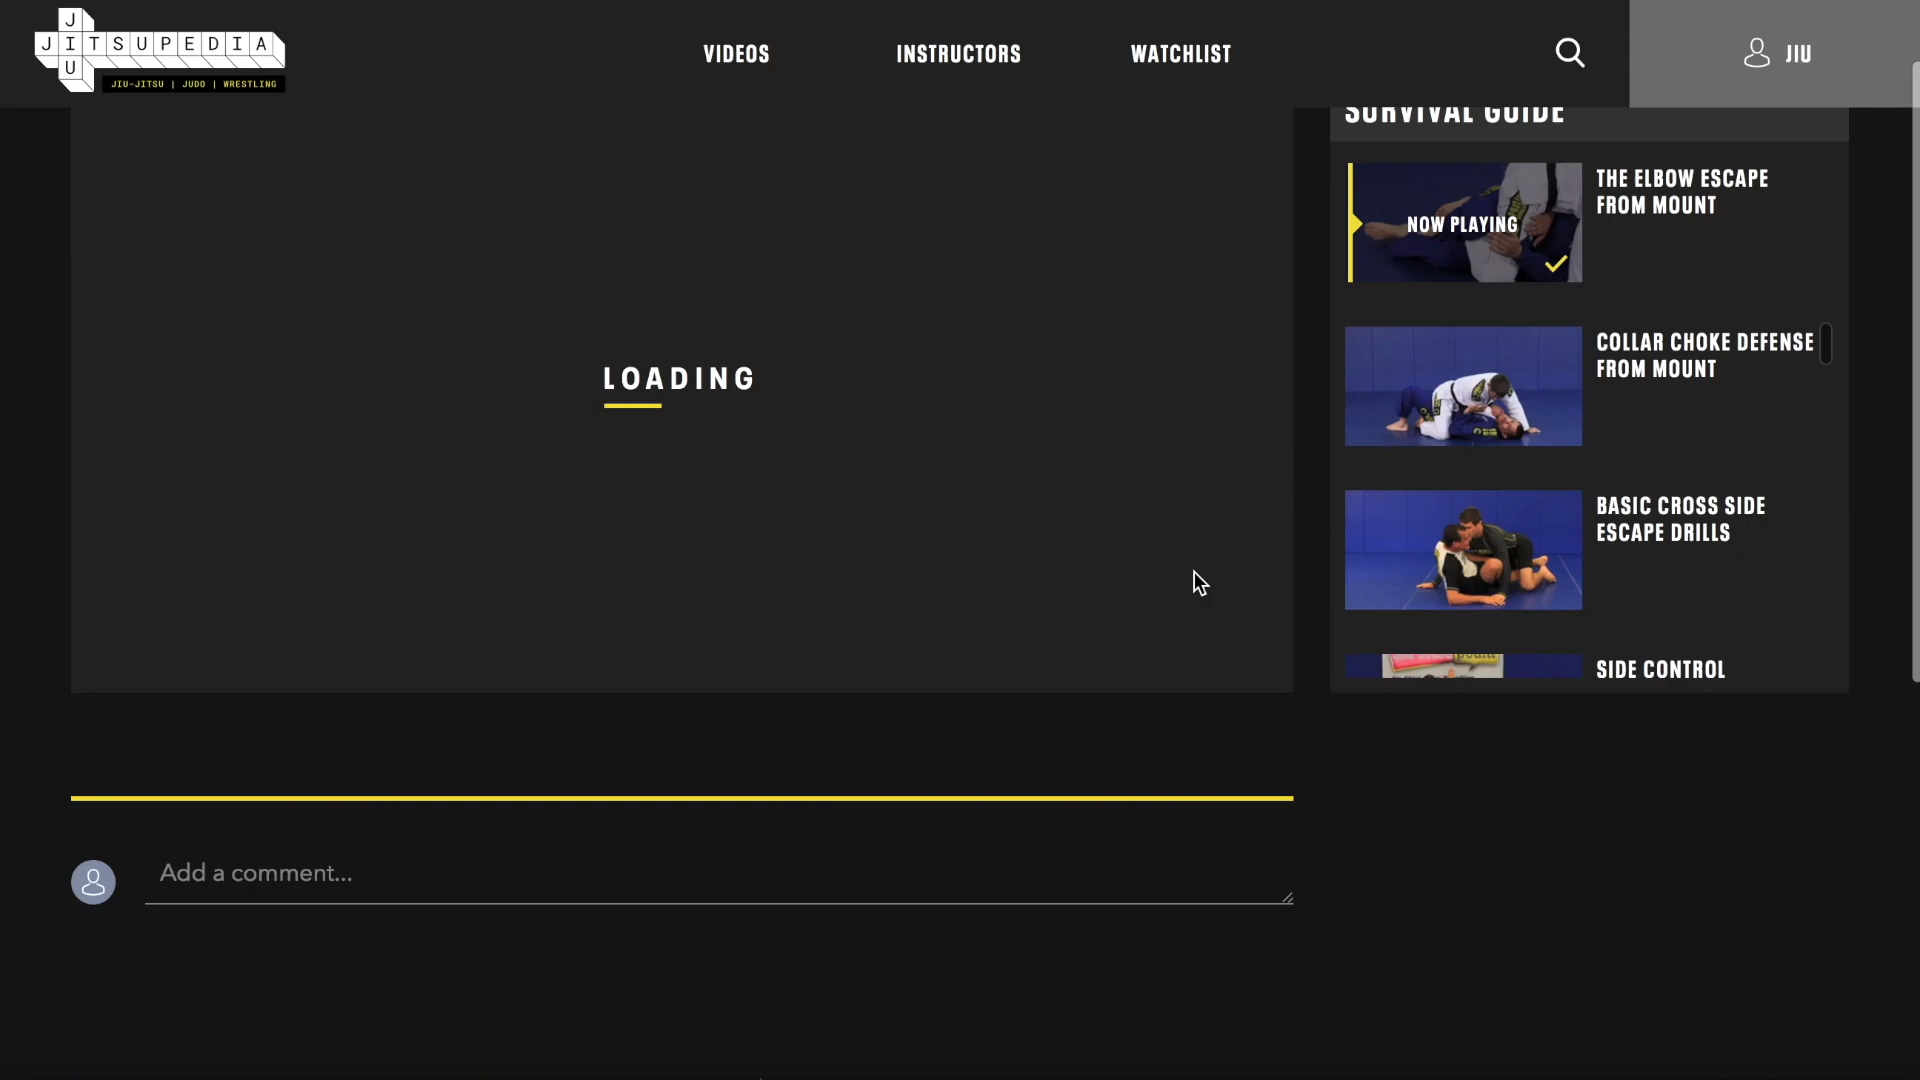 J
JITSUPEDIA
U
JIU-JITSU | JUDO | WRESTLING
VIDEOS
INSTRUCTORS
WATCHLIST
JIU
SURVIVAL GUIDE
NOW PLAYING
THE ELBOW ESCAPE
FROM MOUNT
LOADING
COLLAR CHOKE DEFENSE
FROM MOUNT
BASIC CROSS SIDE
ESCAPE DRILLS
SIDE CONTROL
Add a comment...